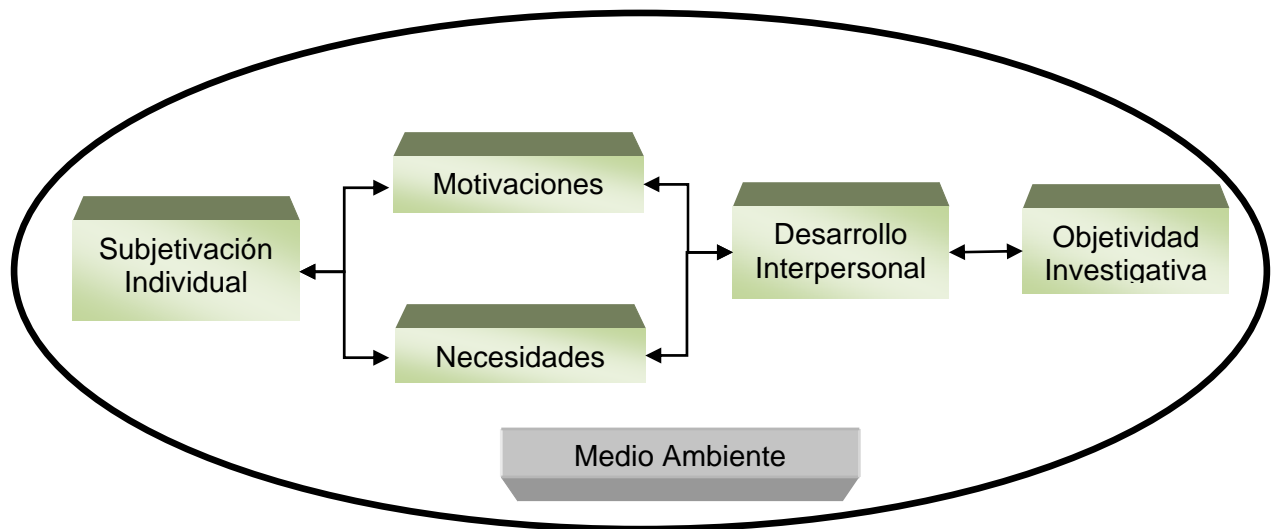 Motivaciones
Subjetivación
Individual
Desarrollo
Interpersonal
Objetividad
Investigativa
Necesidades
Medio Ambiente